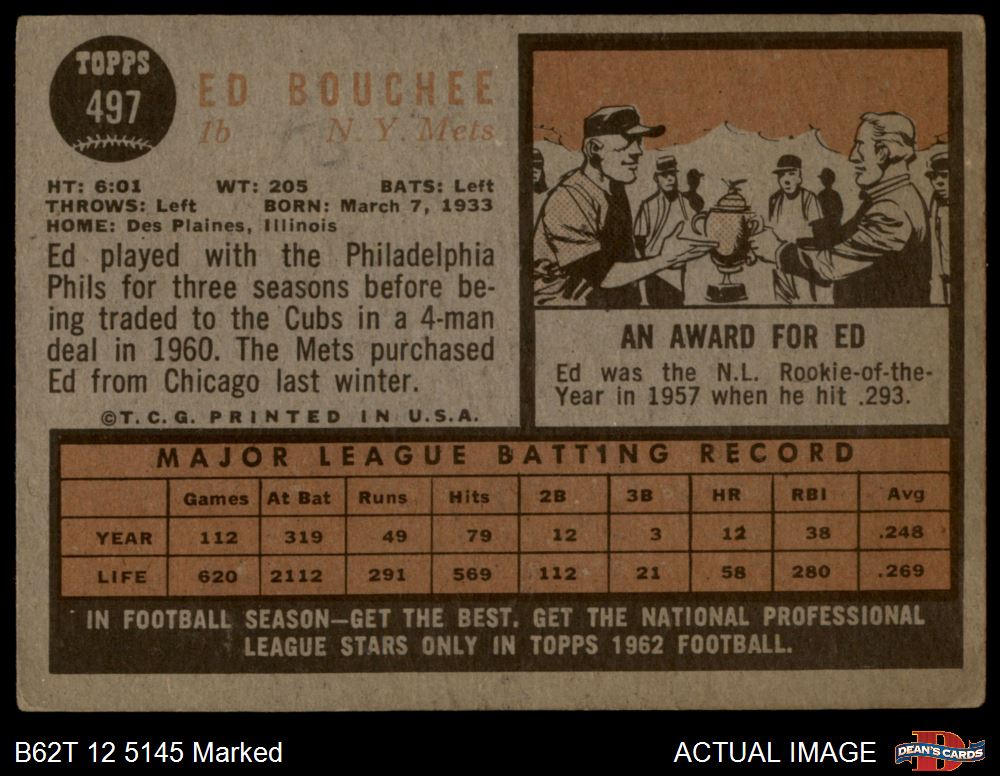 TOPPS
497
ED BOUCHEE
1b N. Y. Mets
HT: 6:01 WT: 205 BATS: Left
THROWS: Left BORN: March 7, 1933
HOME: Des Plaines, Illinois
Ed played with the Philadelphia
Phils for three seasons before be-
ing traded to the Cubs in a 4-man
deal in 1960. The Mets purchased
Ed from Chicago last winter.
©T.C.G. PRINTED IN U.S.A.
AN AWARD FOR ED
Ed was the N.L. Rookie-of-the-
Year in 1957 when he hit .293.
MAJOR LEAGUE BATTING RECORD
Games At Bat Runs Hits 2B 3B HR RBI Avg
YEAR 112 319 49 79 12 3 12 38 .248
LIFE 620 2112 291 569 112 21 58 280 .269
IN FOOTBALL SEASON—GET THE BEST. GET THE NATIONAL PROFESSIONAL
LEAGUE STARS ONLY IN TOPPS 1962 FOOTBALL.
B62T 12 5145 Marked
ACTUAL IMAGE
D
DEAN'S CARDS